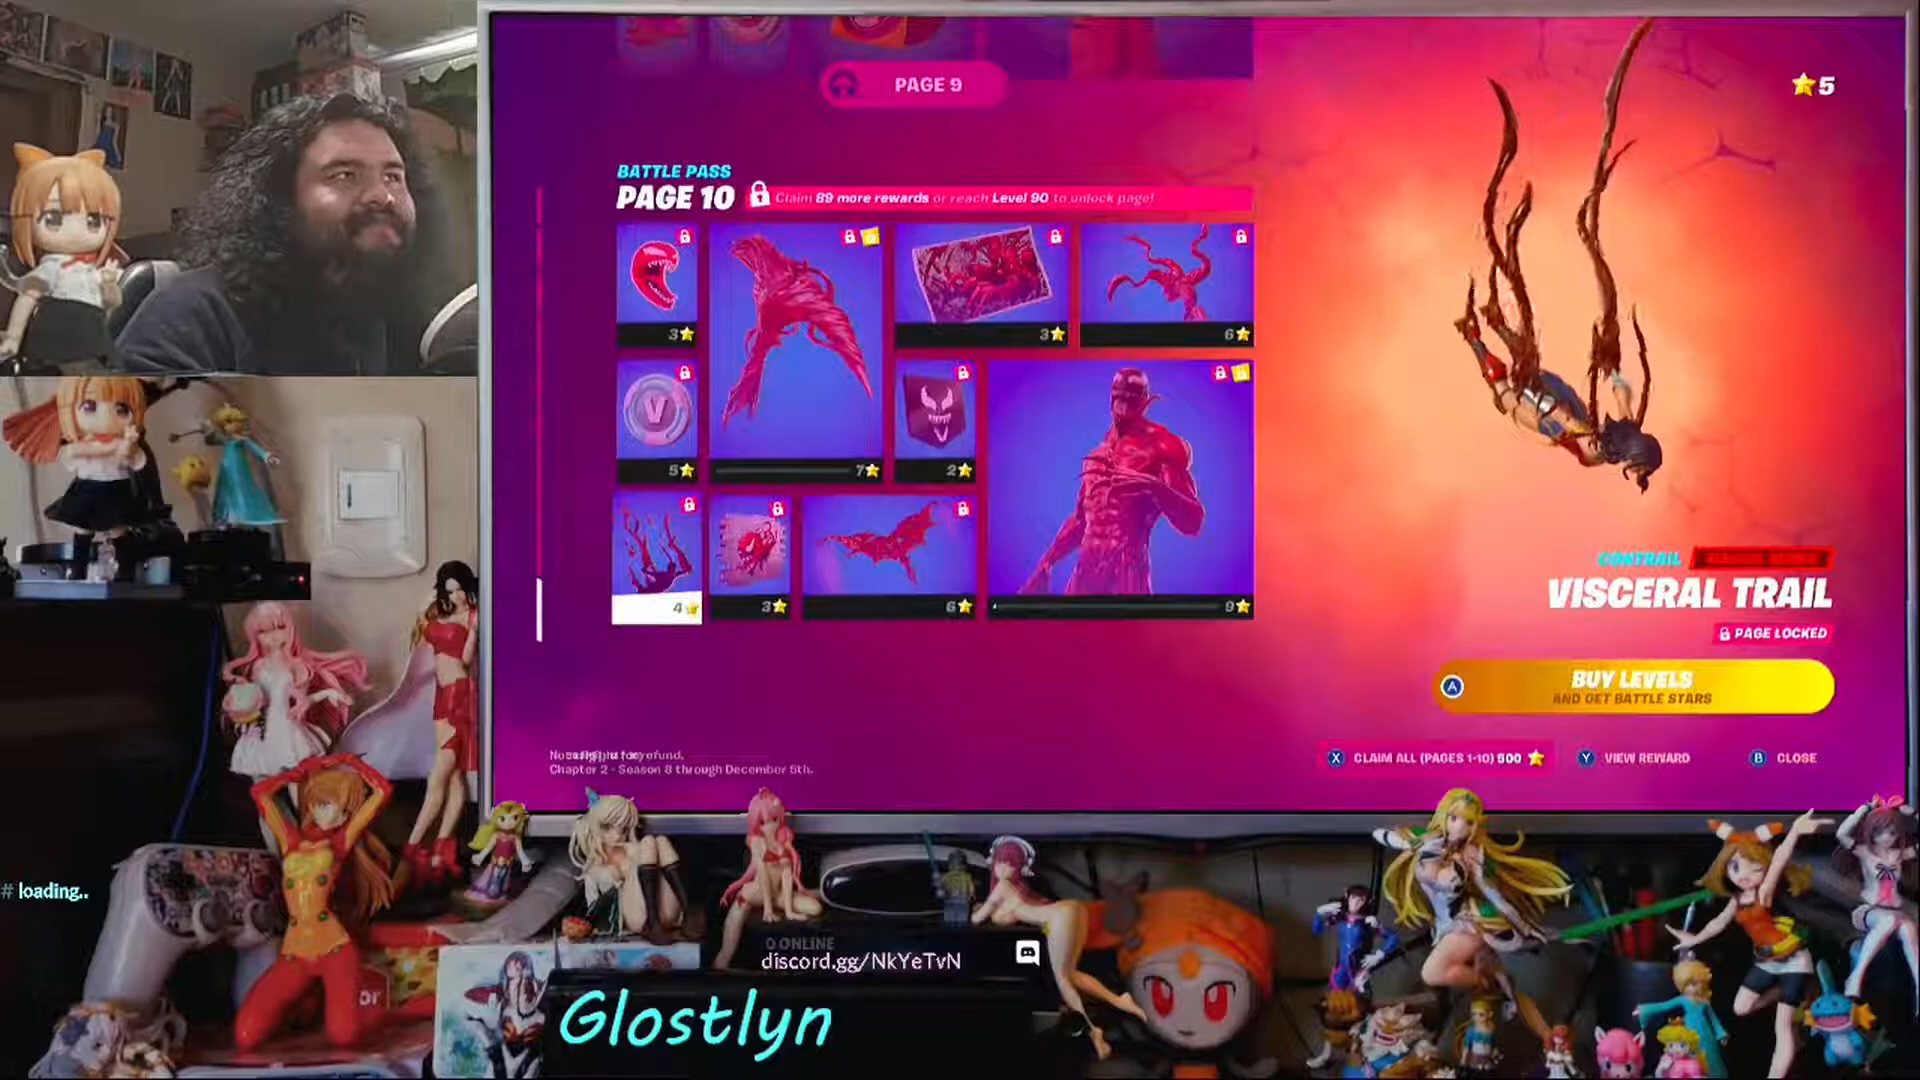 PAGE 9
5
BATTLE PASS
PAGE 10
Claim 89 more rewards or reach Level 90 to unlock page!
3
3
6
5
V
7
2
4
3
6
9
CONTRAIL
VISCERAL TRAIL
PAGE LOCKED
A
BUY LEVELS
AND GET BATTLE STARS
Chapter 2 - Season 8 through December 5th.
X CLAIM ALL (PAGES 1-10) 500
Y VIEW REWARD
B CLOSE
# loading..
0 ONLINE
discord.gg/NkYeTvN
Glostlyn